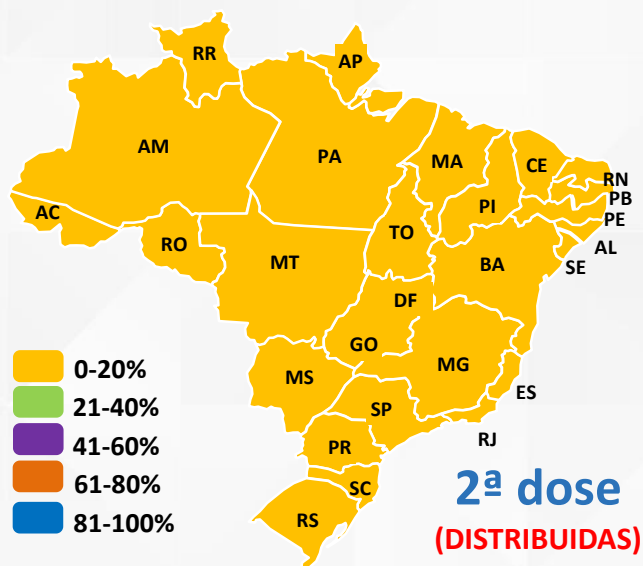 RR
AP
AM
PA
MA
CE
RN
PB
PE
AL
SE
PI
AC
RO
TO
MT
BA
DF
GO
MG
MS
ES
SP
RJ
PR
SC
RS
0-20%
21-40%
41-60%
61-80%
81-100%
2ª dose
(DISTRIBUIDAS)